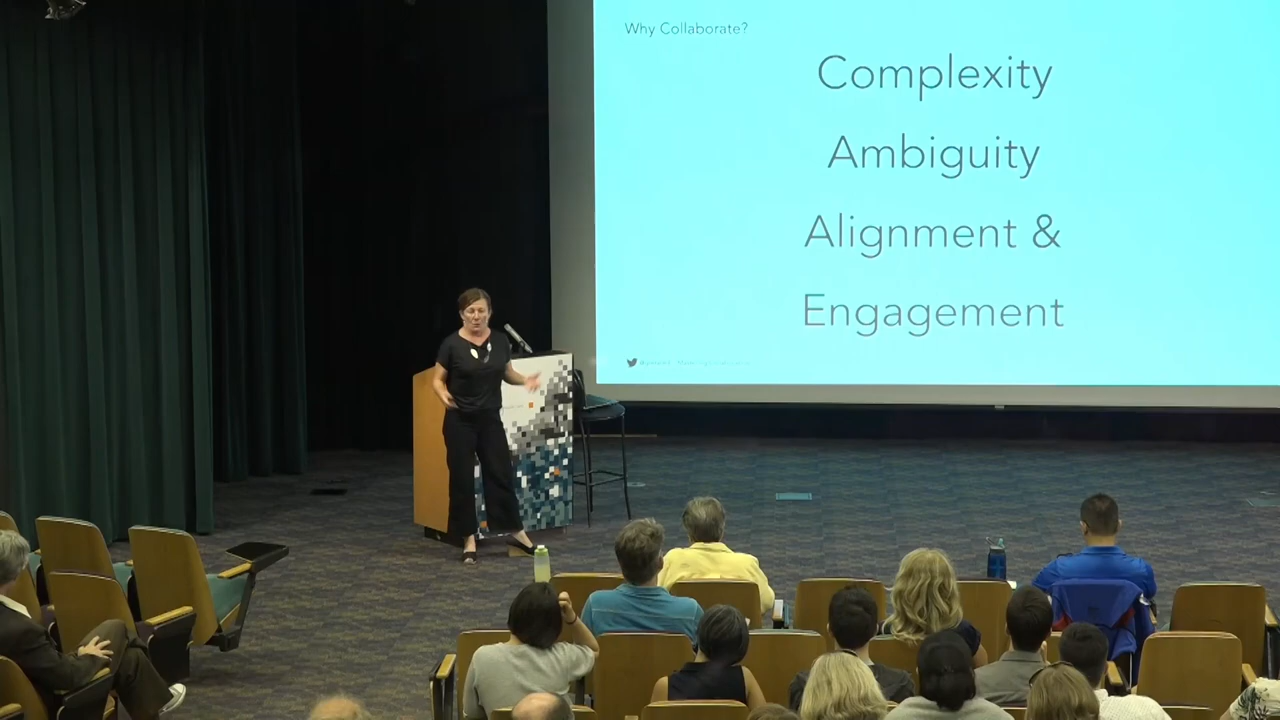 Why Collaborate?
Complexity
Ambiguity
Alignment &
Engagement